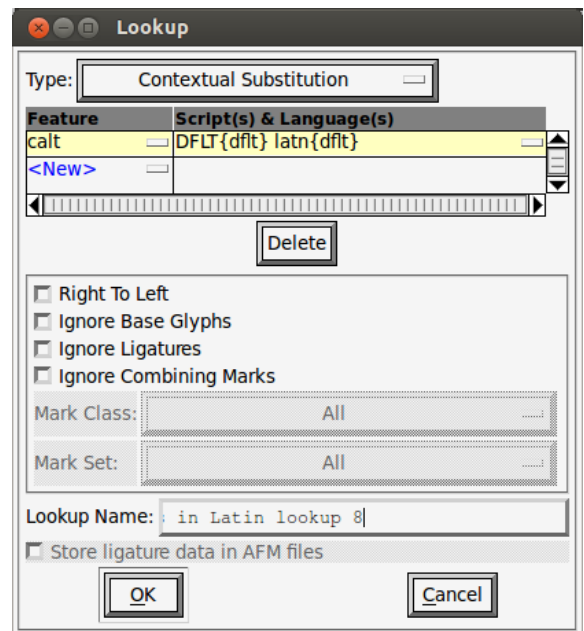 Lookup
Type: Contextual Substitution
Feature Script(s) & Language(s)
calt DFLT{dflt} latn{dflt}
<New>
Delete
Right To Left
Ignore Base Glyphs
Ignore Ligatures
Ignore Combining Marks
Mark Class: All
Mark Set: All
Lookup Name: in Latin lookup 8
Store ligature data in AFM files
OK Cancel